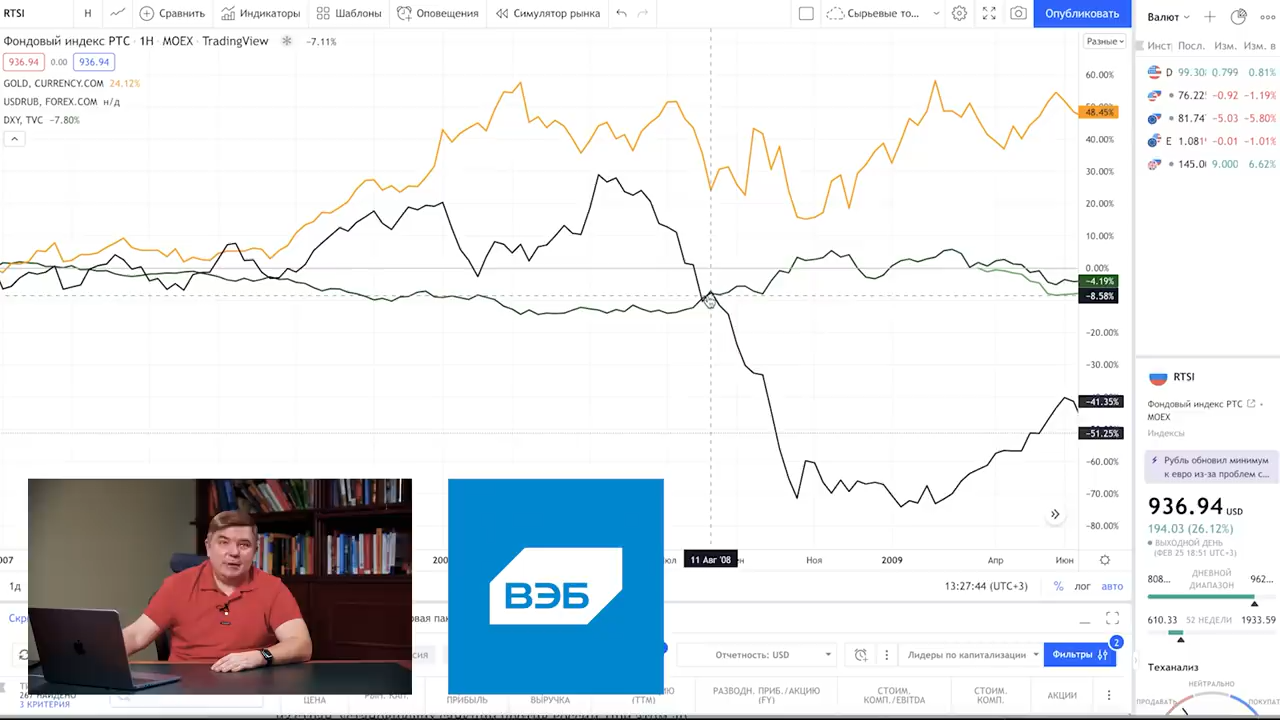 RTSI
H
Сравнить
Индикаторы
Шаблоны
Оповещения
Симулятор рынка
Сырьевые то...
Опубликовать
Валют
Фондовый индекс РТС · 1Н · MOEX · TradingView
−7.11%
936.94 0.00 936.94
GOLD, CURRENCY.COM 24.12%
USDRUB, FOREX.COM н/д
DXY, TVC −7.80%
Разные
60.00%
48.45%
40.00%
30.00%
20.00%
10.00%
0.00%
−4.19%
−8.58%
−20.00%
−30.00%
−41.35%
−51.25%
−60.00%
−70.00%
−80.00%
11 Авг '08
Ноя
2009
Апр
Июн
13:27:44 (UTC+3)
%
лог
авто
1д
ВЭБ
Отчетность: USD
Лидеры по капитализации
Фильтры
2
3 КРИТЕРИЯ
ЦЕНА
ПРИБЫЛЬ
ВЫРУЧКА
(TTM)
РАЗВОДН. ПРИБ./АКЦИЮ
(FY)
СТОИМ.
КОМП./EBITDA
СТОИМ.
КОМП.
АКЦИИ
Инст Посл. Изм. Изм. в
D 99.30 0.799 0.81%
76.22 −0.92 −1.19%
81.74 −5.03 −5.80%
E 1.081 −0.01 −1.01%
145.0 9.000 6.62%
RTSI
Фондовый индекс РТС
MOEX
Индексы
Рубль обновил минимум
к евро из-за проблем с...
936.94 USD
194.03 (26.12%)
ВЫХОДНОЙ ДЕНЬ
(ФЕВ 25 18:51 UTC+3)
808... ДНЕВНОЙ ДИАПАЗОН 962...
610.33 52 НЕДЕЛИ 1933.59
Теханализ
НЕЙТРАЛЬНО
ПРОДАВАТЬ